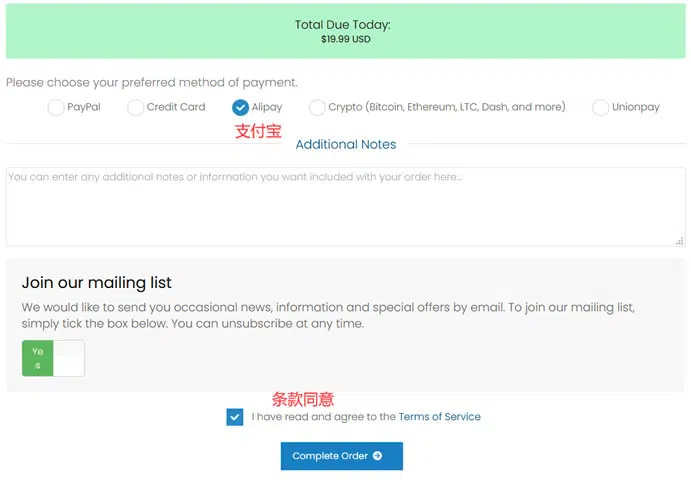 Total Due Today:
$19.99 USD
Please choose your preferred method of payment.
PayPal Credit Card Alipay Crypto (Bitcoin, Ethereum, LTC, Dash, and more) Unionpay
支付宝
Additional Notes
You can enter any additional notes or information you want included with your order here...
Join our mailing list
We would like to send you occasional news, information and special offers by email. To join our mailing list,
simply tick the box below. You can unsubscribe at any time.
Ye
s
条款同意
I have read and agree to the Terms of Service
Complete Order